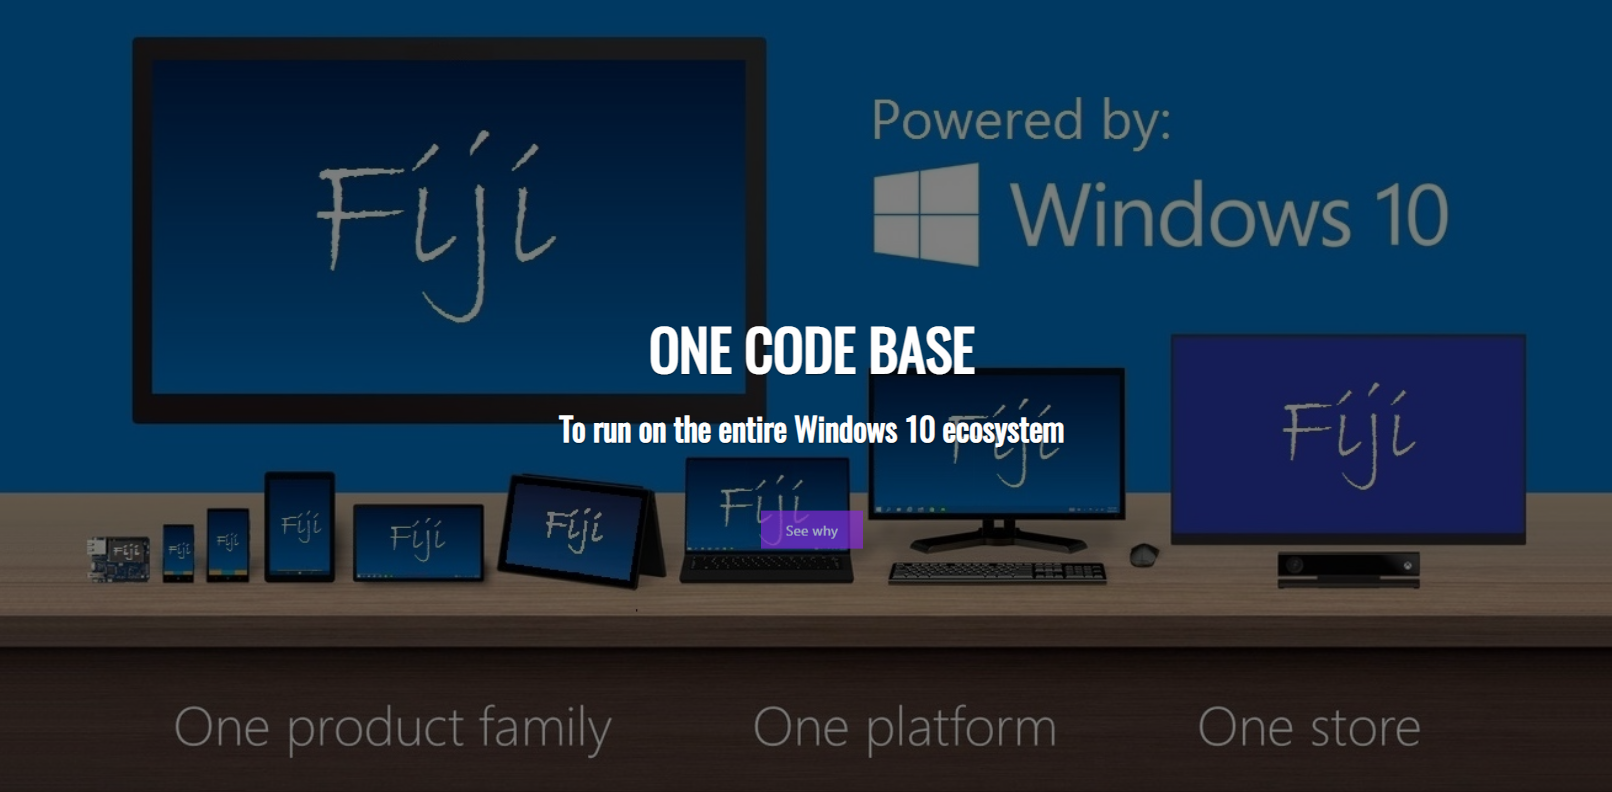 Fiji
Powered by:
Windows 10
ONE CODE BASE
To run on the entire Windows 10 ecosystem
Fiji
Fiji
Fiji
Fiji
Fiji
Fiji
Fiji
Fiji
Fiji
See why
One product family
One platform
One store